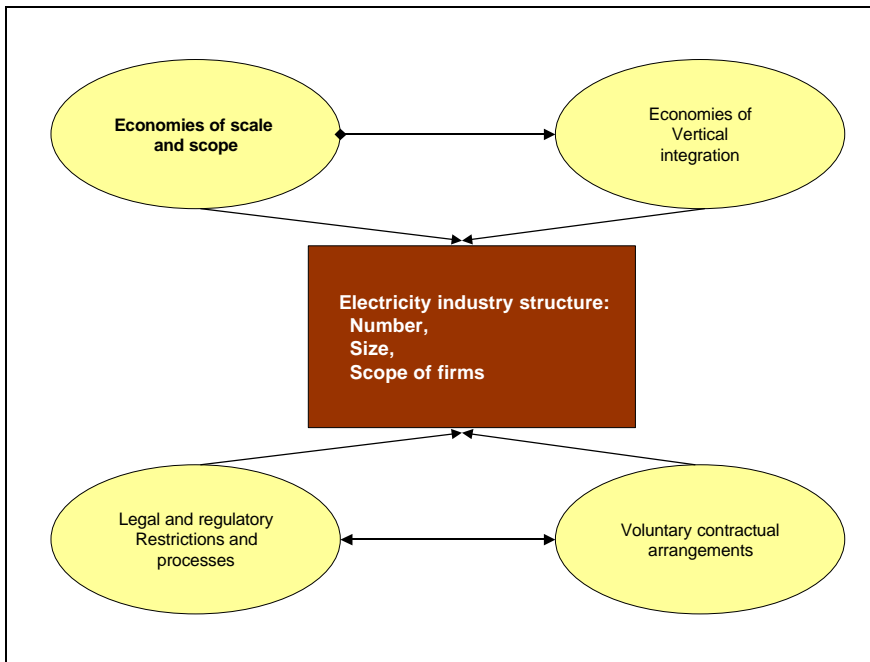 Economies of scale
and scope
Economies of
Vertical
integration
Electricity industry structure:
Number,
Size,
Scope of firms
Legal and regulatory
Restrictions and
processes
Voluntary contractual
arrangements